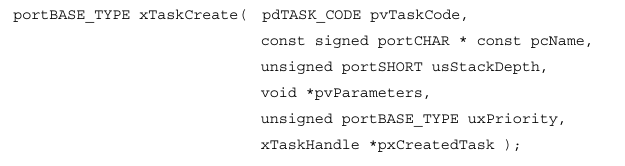 portBASE_TYPE xTaskCreate( pdTASK_CODE pvTaskCode,
const signed portCHAR * const pcName,
unsigned portSHORT usStackDepth,
void *pvParameters,
unsigned portBASE_TYPE uxPriority,
xTaskHandle *pxCreatedTask );